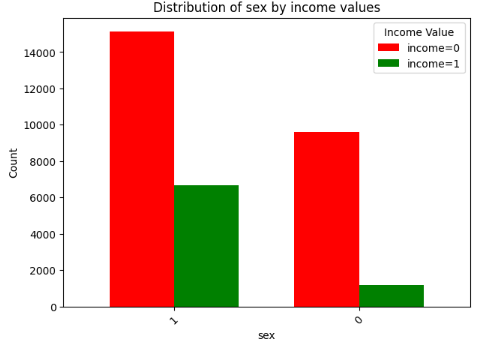 Distribution of sex by income values
Income Value
income=0
income=1
Count
14000
12000
10000
8000
6000
4000
2000
0
1
0
sex